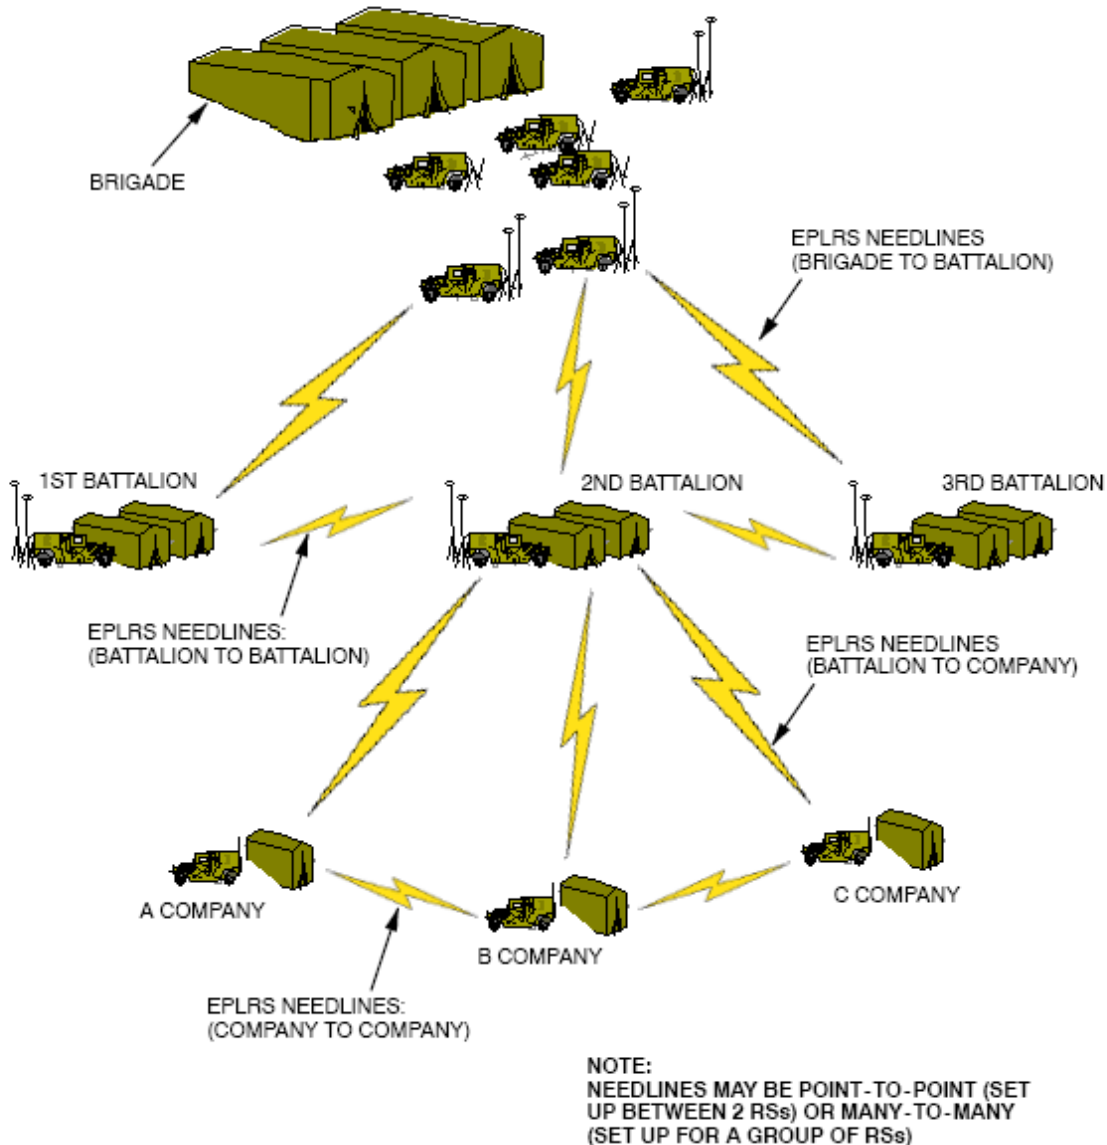 BRIGADE
EPLRS NEEDLINES
(BRIGADE TO BATTALION)
1ST BATTALION
2ND BATTALION
3RD BATTALION
EPLRS NEEDLINES:
(BATTALION TO BATTALION)
EPLRS NEEDLINES
(BATTALION TO COMPANY)
A COMPANY
B COMPANY
C COMPANY
EPLRS NEEDLINES:
(COMPANY TO COMPANY)
NOTE:
NEEDLINES MAY BE POINT-TO-POINT (SET
UP BETWEEN 2 RSs) OR MANY-TO-MANY
(SET UP FOR A GROUP OF RSs)